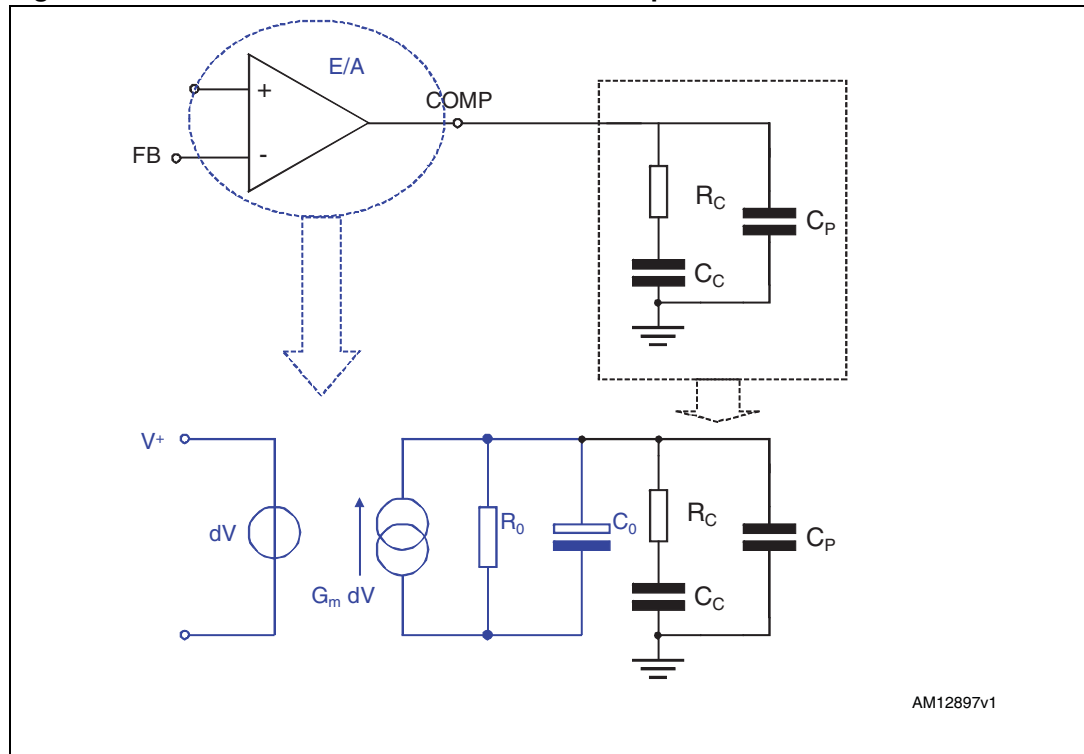 E/A
+
COMP
FB
-
R_C
C_P
C_C
V+
dV
G_m dV
R_0
C_0
R_C
C_P
C_C
AM12897v1